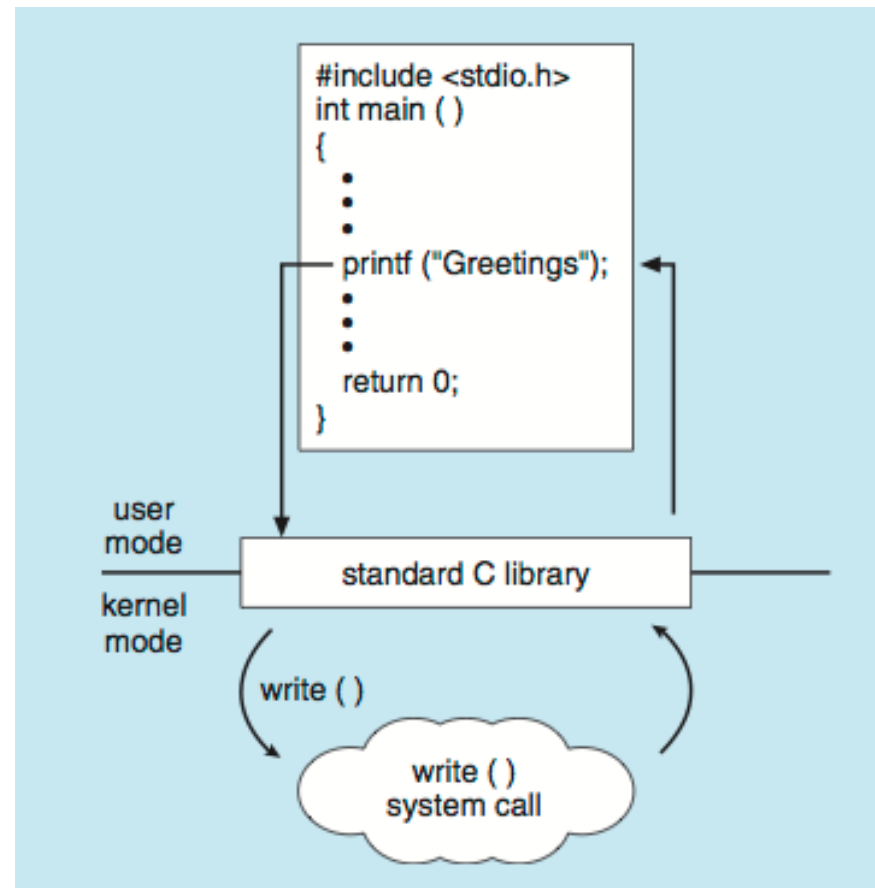 #include <stdio.h>
int main ( )
{
•
•
•
printf ("Greetings");
•
•
•
return 0;
}
user
mode
standard C library
kernel
mode
write ( )
write ( )
system call